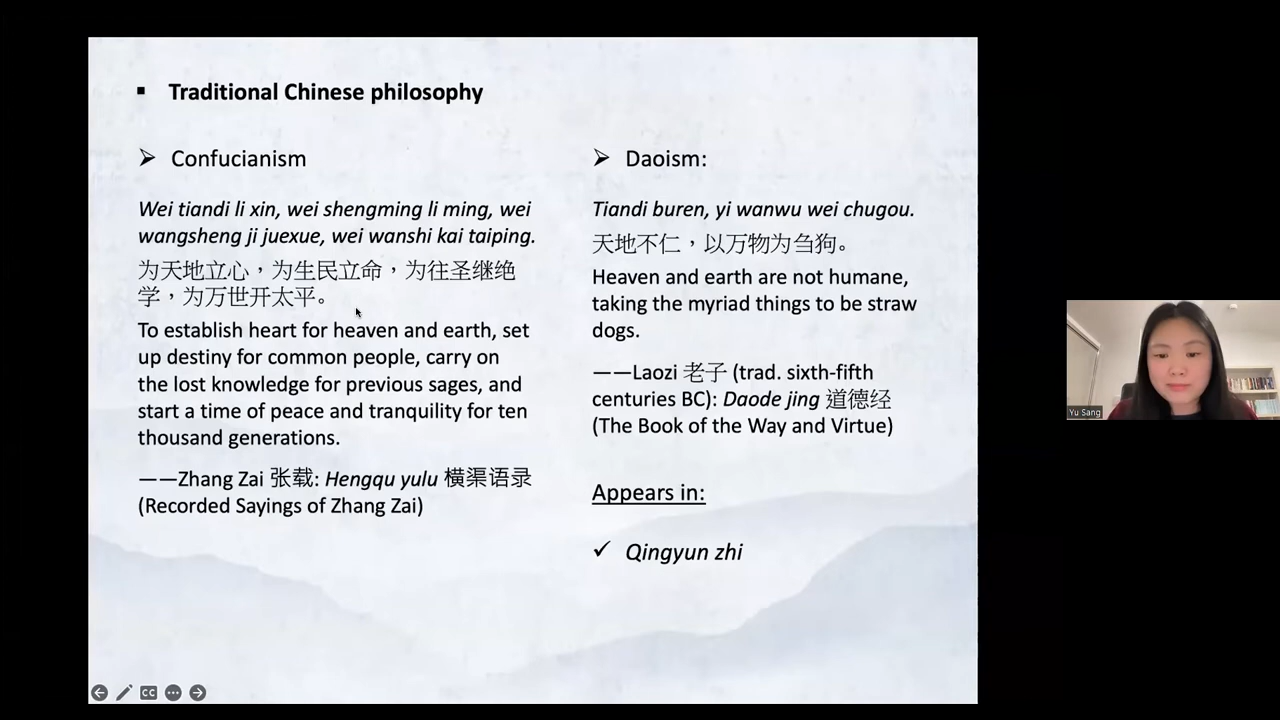 Traditional Chinese philosophy
Confucianism
Wei tiandi li xin, wei shengming li ming, wei
wangsheng ji juexue, wei wanshi kai taiping.
为天地立心，为生民立命，为往圣继绝
学，为万世开太平。
To establish heart for heaven and earth, set
up destiny for common people, carry on
the lost knowledge for previous sages, and
start a time of peace and tranquility for ten
thousand generations.
——Zhang Zai 张载: Hengqu yulu 横渠语录
(Recorded Sayings of Zhang Zai)
Daoism:
Tiandi buren, yi wanwu wei chugou.
天地不仁，以万物为刍狗。
Heaven and earth are not humane,
taking the myriad things to be straw
dogs.
——Laozi 老子 (trad. sixth-fifth
centuries BC): Daode jing 道德经
(The Book of the Way and Virtue)
Appears in:
Qingyun zhi
CC
Yu Sang